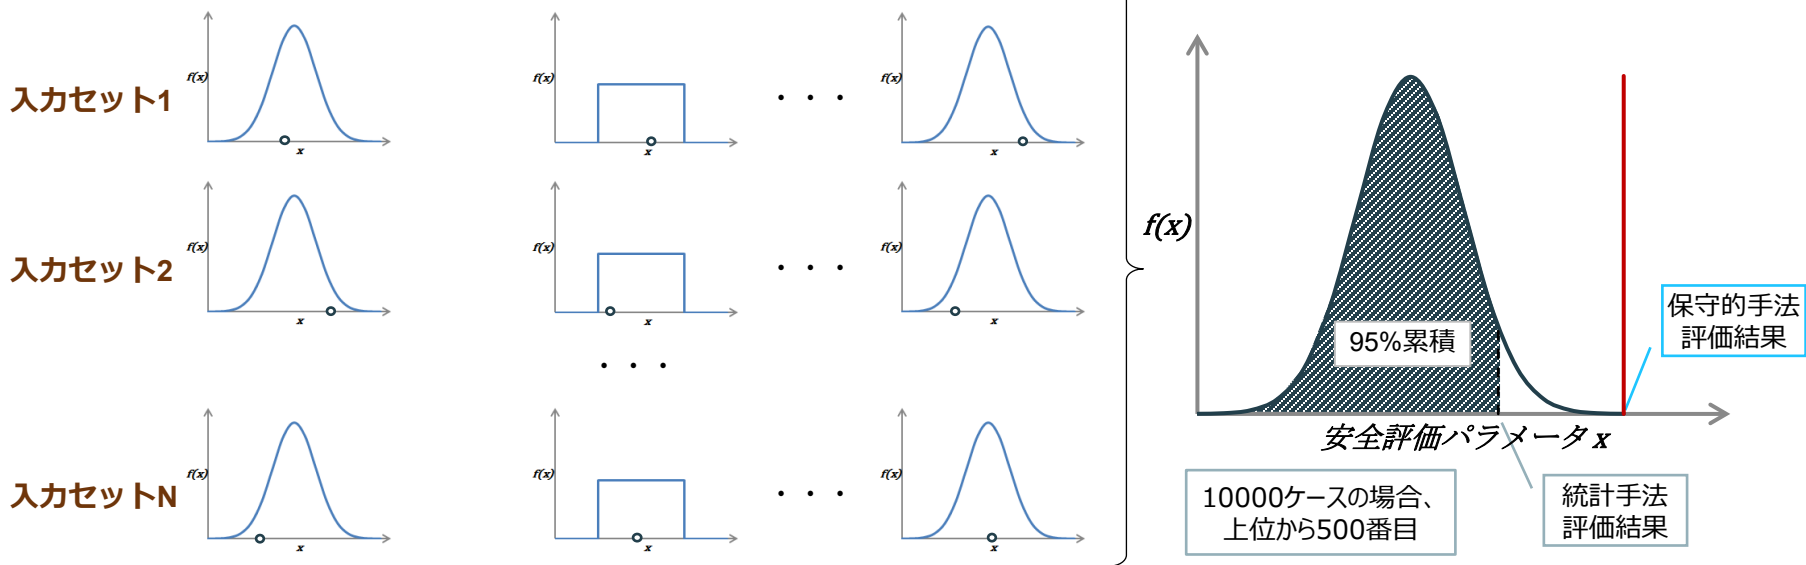 入力セット1
f(x)
x
f(x)
x
・・・
f(x)
x
入力セット2
f(x)
x
f(x)
x
・・・
f(x)
x
・・・
入力セットN
f(x)
x
f(x)
x
・・・
f(x)
x
f(x)
95%累積
保守的手法
評価結果
安全評価パラメータx
10000ケースの場合、
上位から500番目
統計手法
評価結果